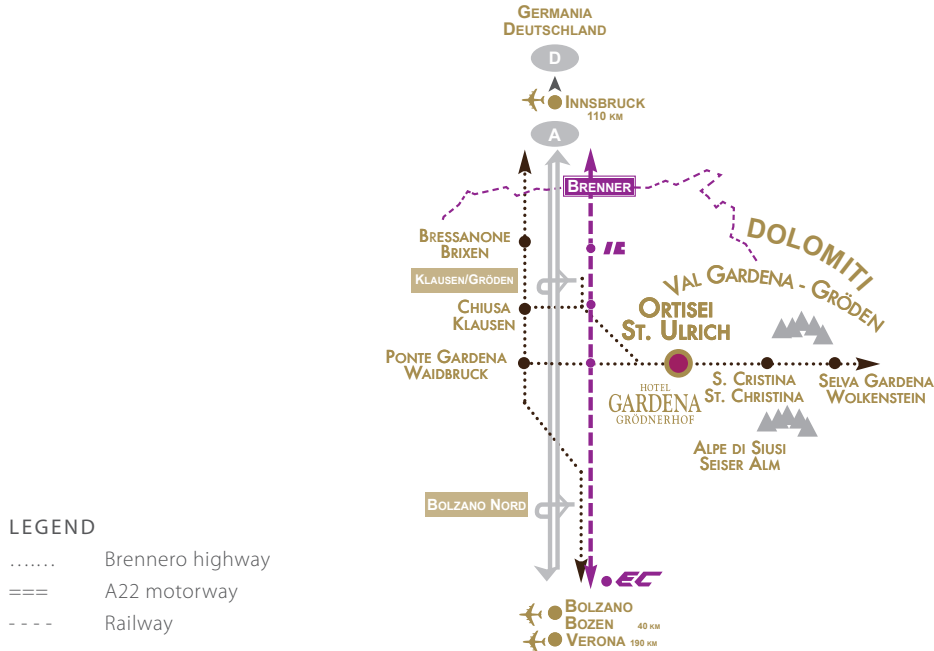 GERMANIA
DEUTSCHLAND
D
INNSBRUCK
110 KM
A
BRENNER
BRESSANONE
BRIXEN
IC
DOLOMITI
VAL GARDENA - GRÖDEN
KLAUSEN/GRÖDEN
CHIUSA
KLAUSEN
ORTISEI
ST. ULRICH
PONTE GARDENA
WAIDBRUCK
HOTEL
GARDENA
GRÖDNERHOF
S. CRISTINA
ST. CHRISTINA
SELVA GARDENA
WOLKENSTEIN
ALPE DI SIUSI
SEISER ALM
BOLZANO NORD
EC
BOLZANO
BOZEN 40 KM
VERONA 190 KM
LEGEND
....... Brennero highway
=== A22 motorway
- - - - Railway